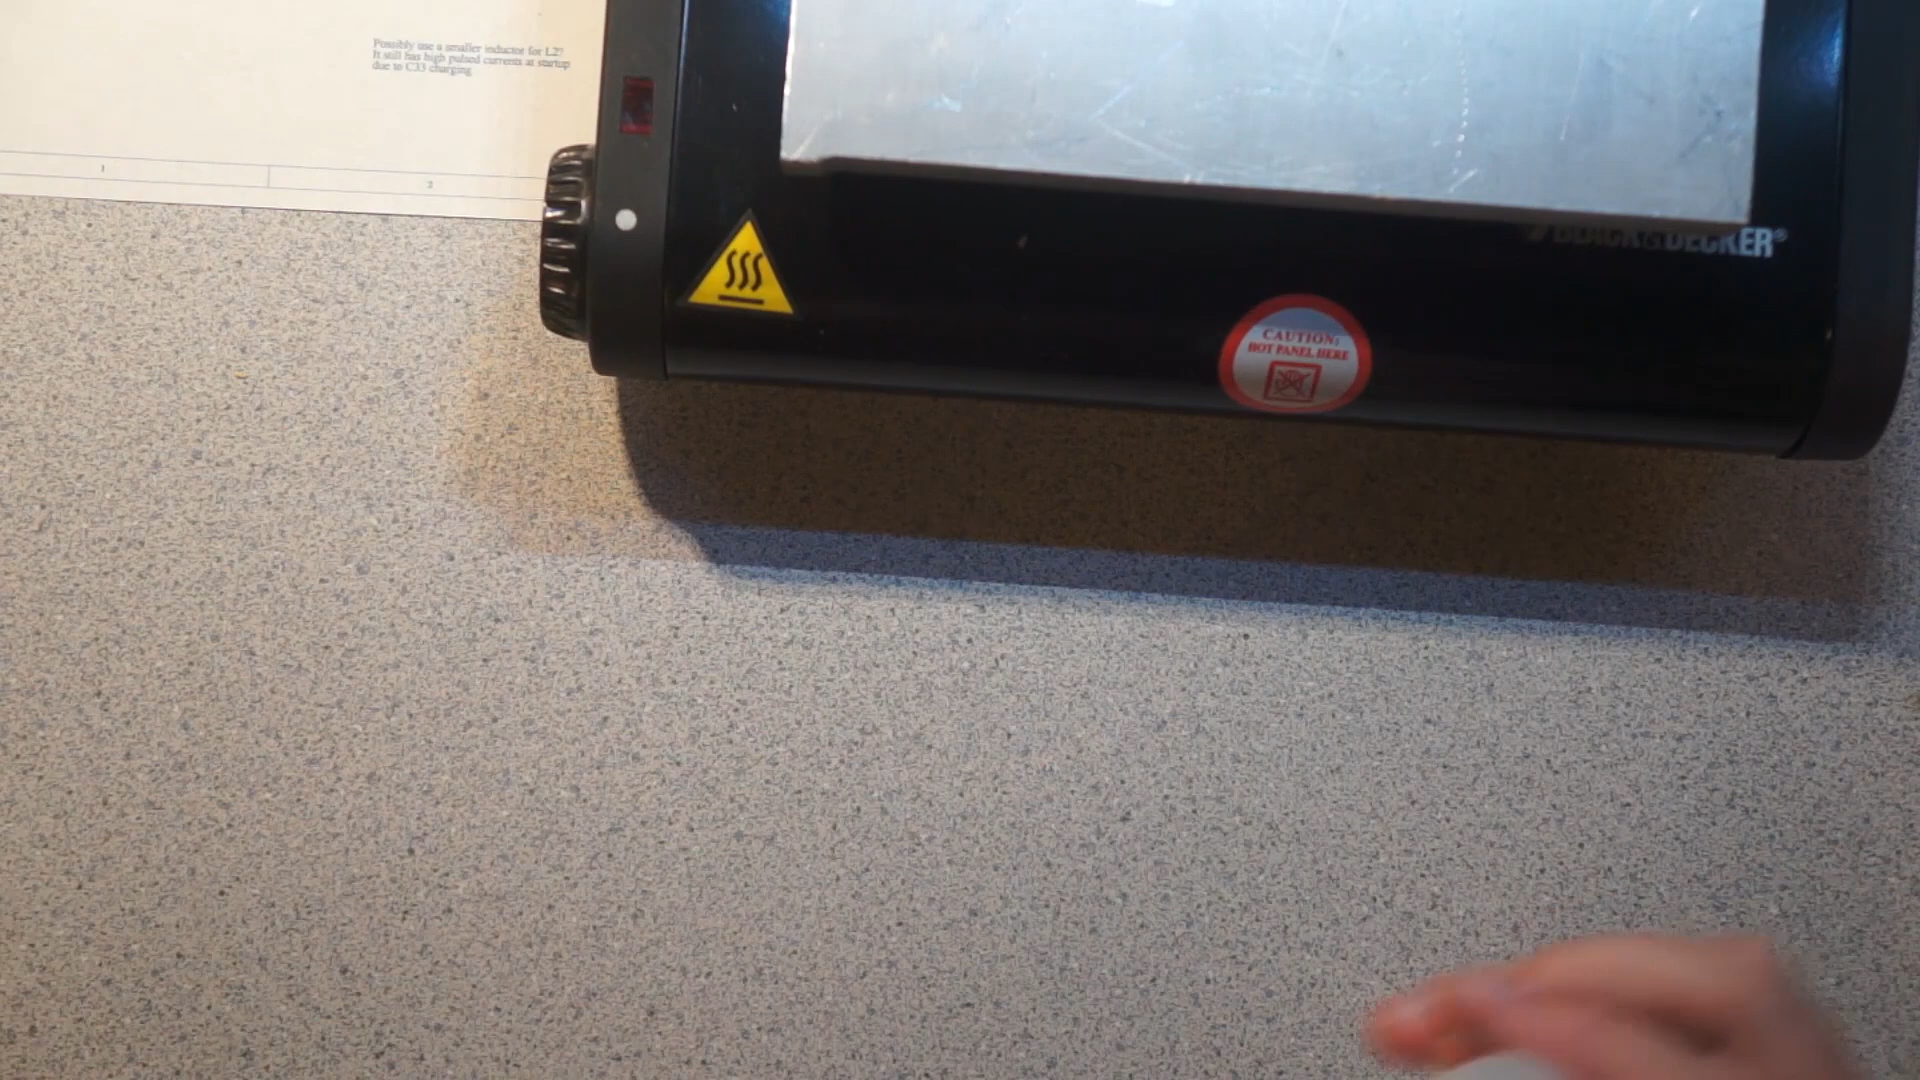 Possibly use a smaller inductor for L2?
It still has high pulsed currents at startup
due to C33 charging
1
2
BLACK&DECKER®
CAUTION:
HOT PANEL HERE